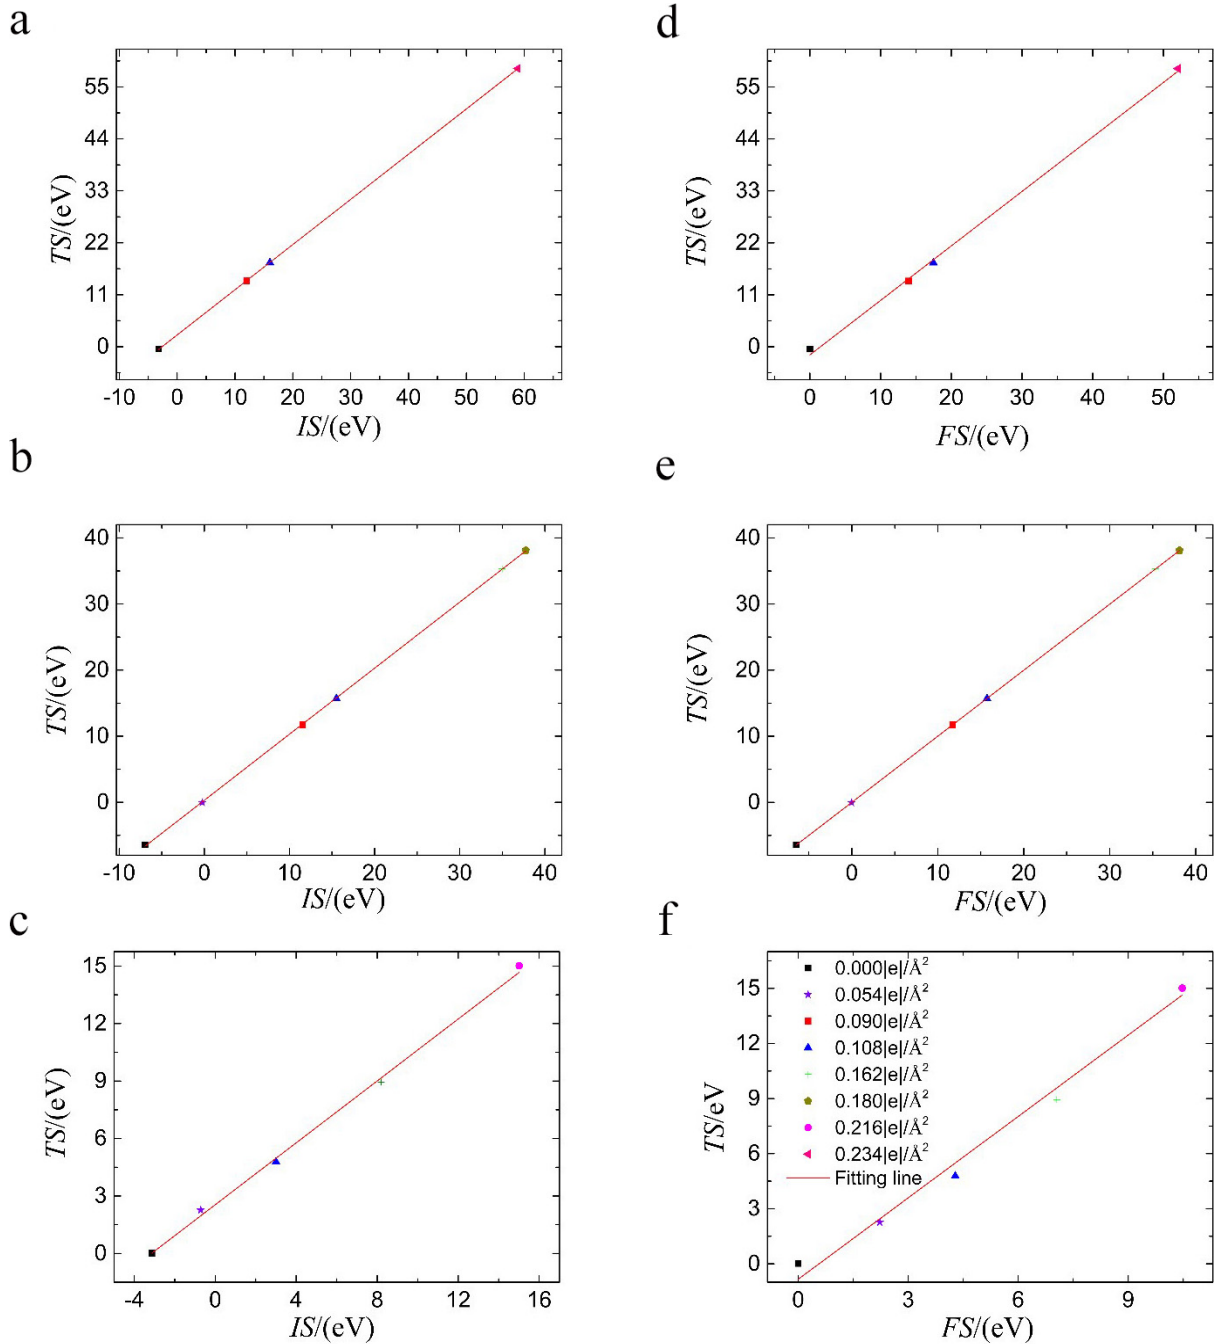 a
55
44
33
22
11
0
TS/(eV)
-10 0 10 20 30 40 50 60
IS/(eV)
d
55
44
33
22
11
0
TS/(eV)
0 10 20 30 40 50
FS/(eV)
b
40
30
20
10
0
TS/(eV)
-10 0 10 20 30 40
IS/(eV)
e
40
30
20
10
0
TS/(eV)
0 10 20 30 40
FS/(eV)
c
15
12
9
6
3
0
TS/(eV)
-4 0 4 8 12 16
IS/(eV)
f
15
12
9
6
3
0
TS/eV
0.000|e|/Å²
0.054|e|/Å²
0.090|e|/Å²
0.108|e|/Å²
0.162|e|/Å²
0.180|e|/Å²
0.216|e|/Å²
0.234|e|/Å²
Fitting line
0 3 6 9
FS/(eV)